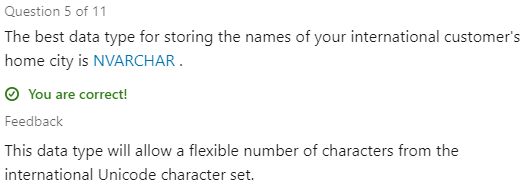 Question 5 of 11
The best data type for storing the names of your international customer's
home city is NVARCHAR .
You are correct!
Feedback
This data type will allow a flexible number of characters from the
international Unicode character set.